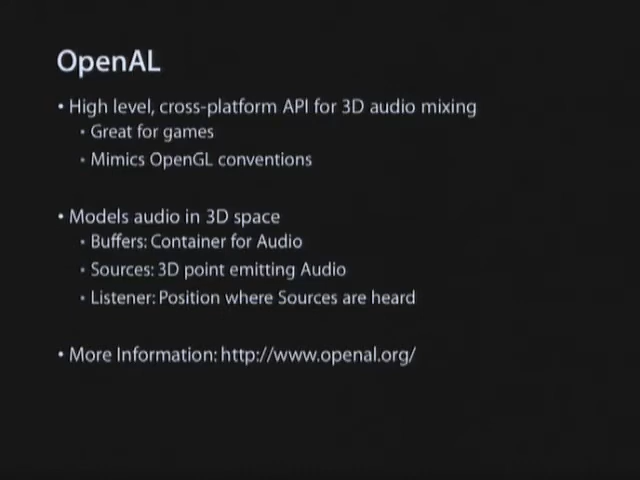 OpenAL
• High level, cross-platform API for 3D audio mixing
• Great for games
• Mimics OpenGL conventions
• Models audio in 3D space
• Buffers: Container for Audio
• Sources: 3D point emitting Audio
• Listener: Position where Sources are heard
• More Information: http://www.openal.org/